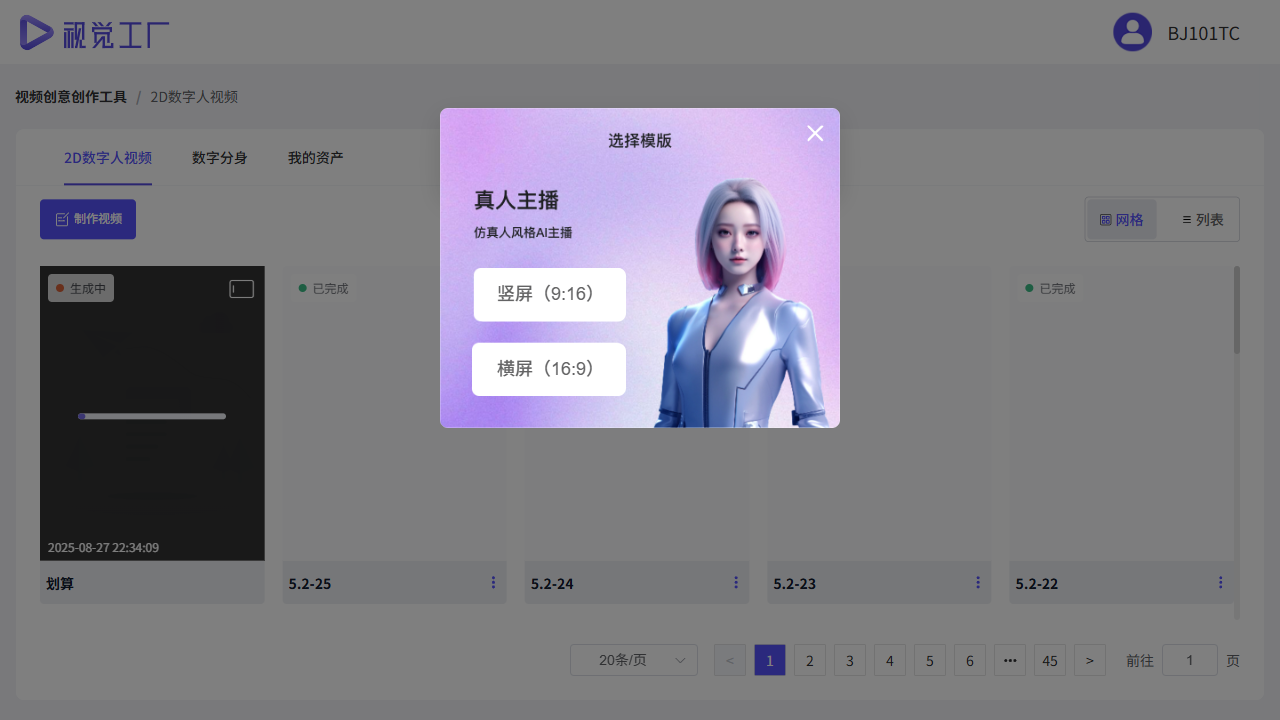 视觉工厂
BJ101TC
视频创意创作工具 / 2D数字人视频
选择模版
2D数字人视频 数字分身 我的资产
真人主播
仿真人风格AI主播
制作视频
网格 列表
竖屏（9:16）
横屏（16:9）
生成中
已完成
已完成
2025-08-27 22:34:09
划算
5.2-25
5.2-24
5.2-23
5.2-22
20条/页 < 1 2 3 4 5 6 ••• 45 > 前往 1 页